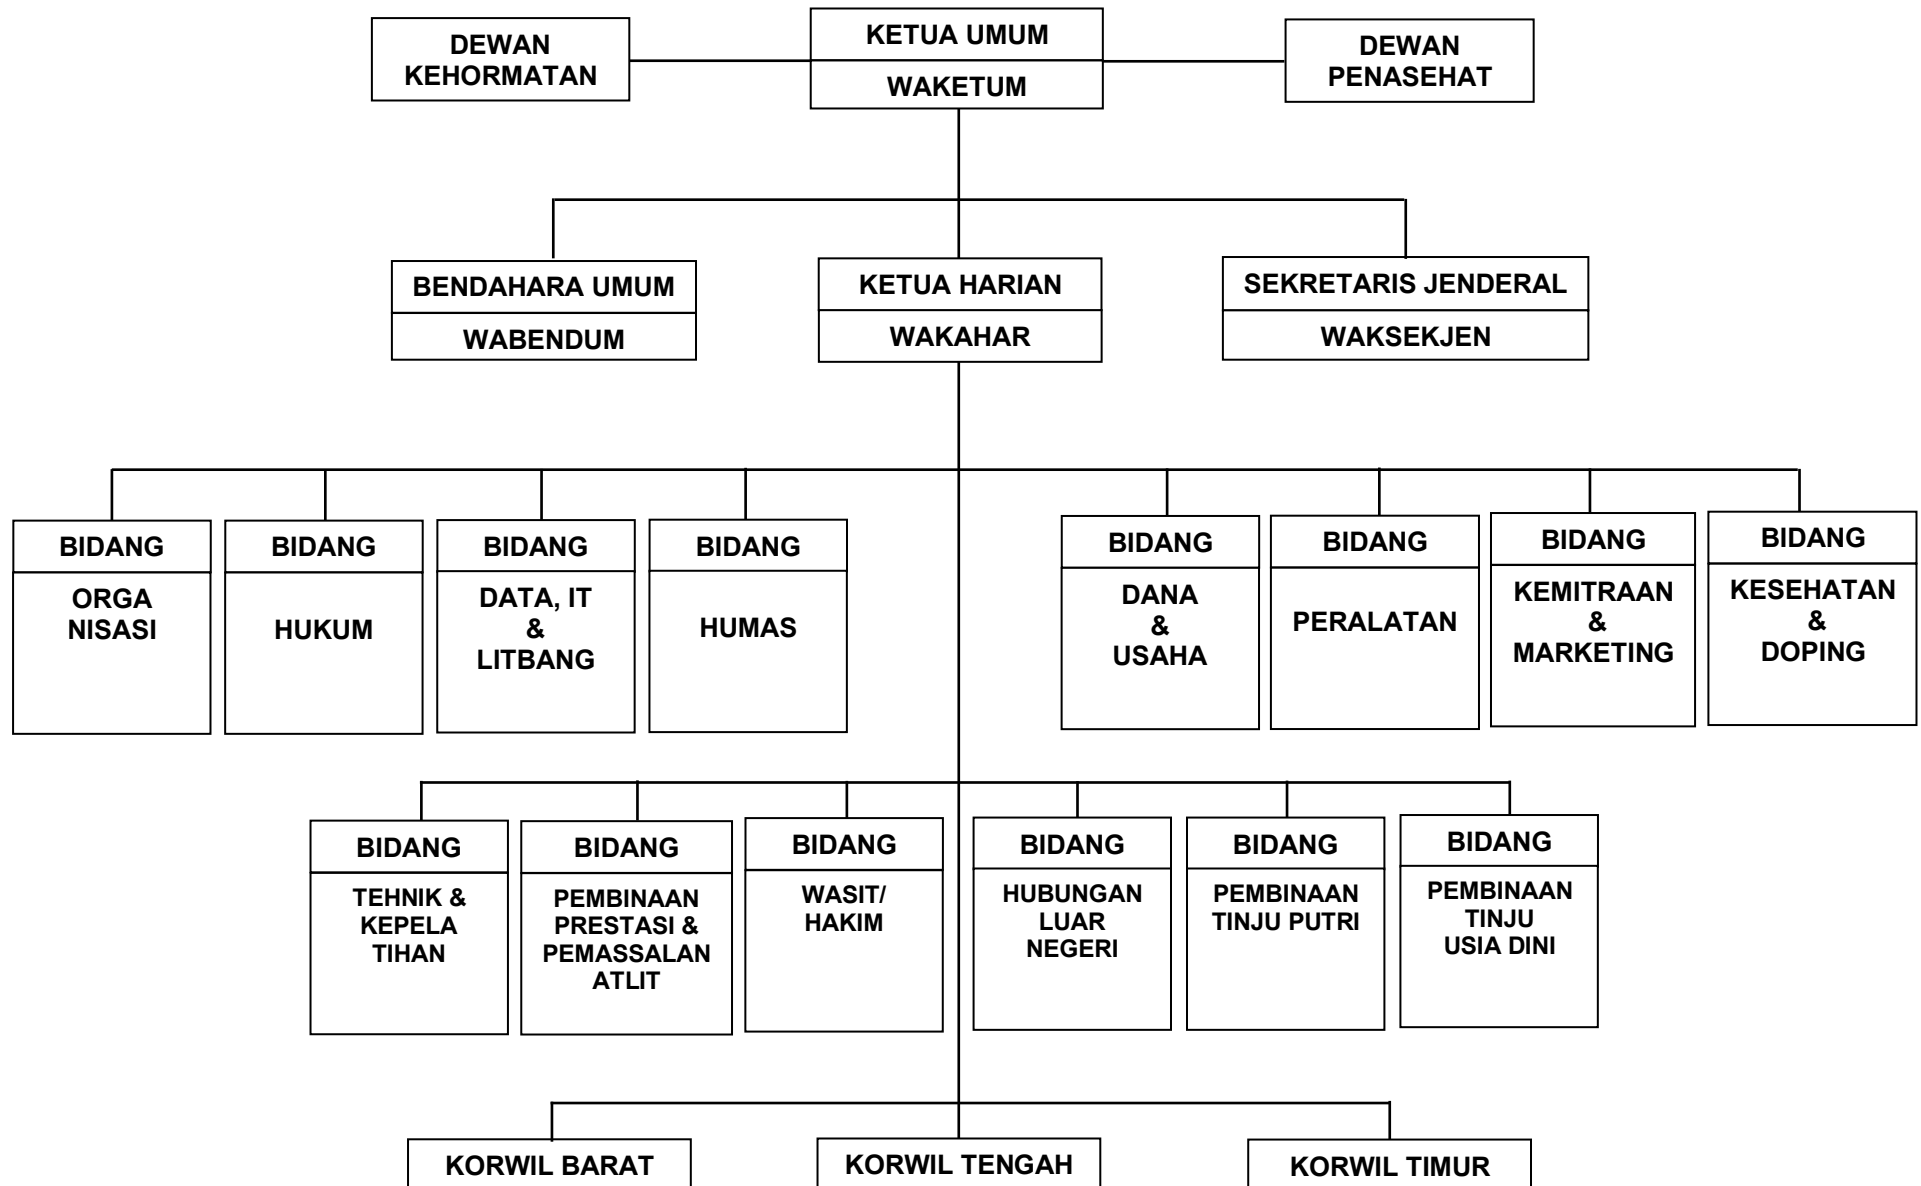 DEWAN
KEHORMATAN
KETUA UMUM
WAKETUM
DEWAN
PENASEHAT
BENDAHARA UMUM
WABENDUM
KETUA HARIAN
WAKAHAR
SEKRETARIS JENDERAL
WAKSEKJEN
BIDANG
ORGA
NISASI
BIDANG
HUKUM
BIDANG
DATA, IT
&
LITBANG
BIDANG
HUMAS
BIDANG
DANA
&
USAHA
BIDANG
PERALATAN
BIDANG
KEMITRAAN
&
MARKETING
BIDANG
KESEHATAN
&
DOPING
BIDANG
TEHNIK &
KEPELA
TIHAN
BIDANG
PEMBINAAN
PRESTASI &
PEMASSALAN
ATLIT
BIDANG
WASIT/
HAKIM
BIDANG
HUBUNGAN
LUAR
NEGERI
BIDANG
PEMBINAAN
TINJU PUTRI
BIDANG
PEMBINAAN
TINJU
USIA DINI
KORWIL BARAT
KORWIL TENGAH
KORWIL TIMUR